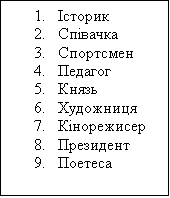 1. Історик
2. Співачка
3. Спортсмен
4. Педагог
5. Князь
6. Художниця
7. Кінорежисер
8. Президент
9. Поетеса